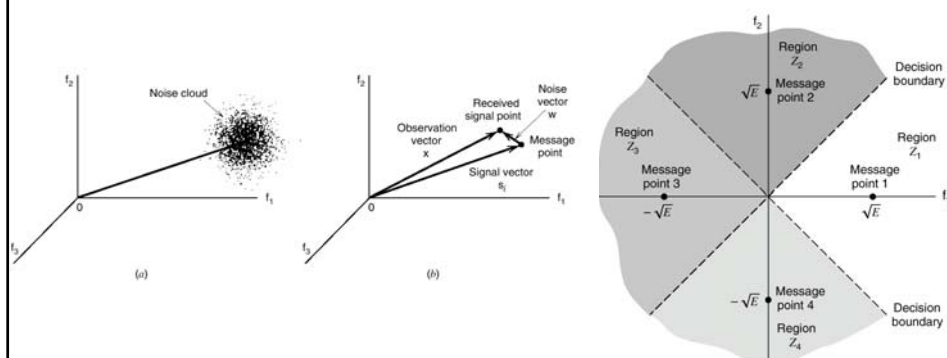 f₂
Noise cloud
0
f₁
f₃
(a)
f₂
Received
signal point
Noise
vector
w
Observation
vector
x
Message
point
Signal vector
sᵢ
0
f₁
f₃
(b)
f₂
Region
Z₂
Decision
boundary
√E
Message
point 2
Region
Z₃
Region
Z₁
Message
point 3
Message
point 1
f
−√E
√E
−√E
Message
point 4
Region
Z₄
Decision
boundary